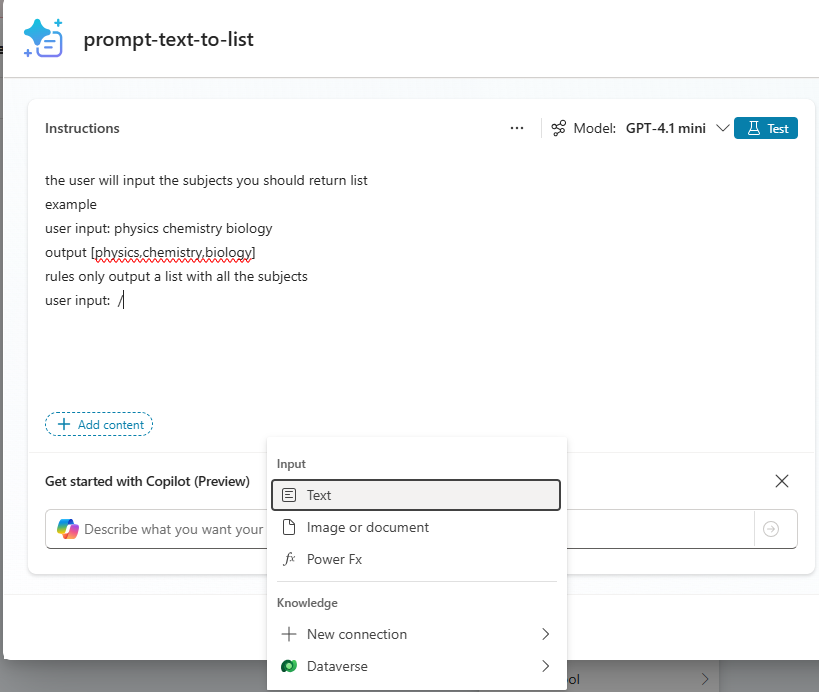 prompt-text-to-list
Instructions
... Model: GPT-4.1 mini Test
the user will input the subjects you should return list
example
user input: physics chemistry biology
output [physics,chemistry,biology]
rules only output a list with all the subjects
user input: /
+ Add content
Get started with Copilot (Preview)
Describe what you want your
Input
Text
Image or document
fx Power Fx
Knowledge
+ New connection
Dataverse
ol